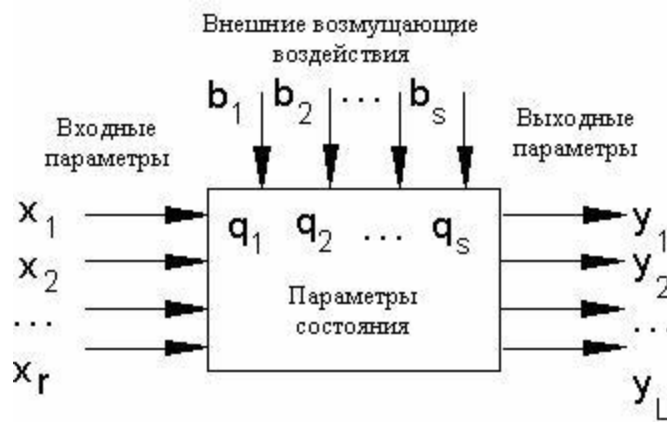 Внешние возмущающие
воздействия
b1 b2 ... bs
Входные
параметры
Выходные
параметры
x1
x2
...
xr
q1 q2 ... qs
Параметры
состояния
y1
y2
...
yL